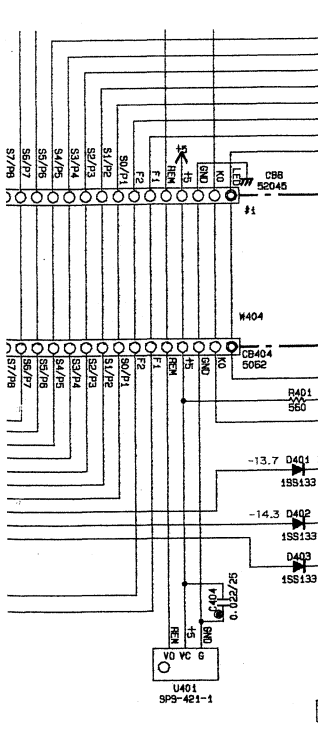 S7/P8
S6/P7
S5/P6
S4/P5
S3/P4
S2/P3
S1/P2
S0/P1
F2
F1
REM
+5
+5
GND
KO
LED
CB8
52045
#1
W404
CB404
5062
S7/P8
S6/P7
S5/P6
S4/P5
S3/P4
S2/P3
S1/P2
S0/P1
F2
F1
REM
+5
GND
KO
R401
560
-13.7 D401
1SS133
-14.3 D402
1SS133
D403
1SS133
C404
0.022/25
REM
+5
GND
VO VC G
U401
SPS-421-1